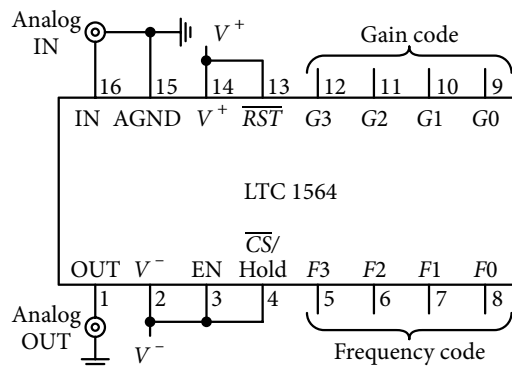 Analog
IN
V+
Gain code
16 15 14 13 12 11 10 9
IN AGND V+ RST G3 G2 G1 G0
LTC 1564
CS/
OUT V− EN Hold F3 F2 F1 F0
1 2 3 4 5 6 7 8
Analog
OUT
V−
Frequency code